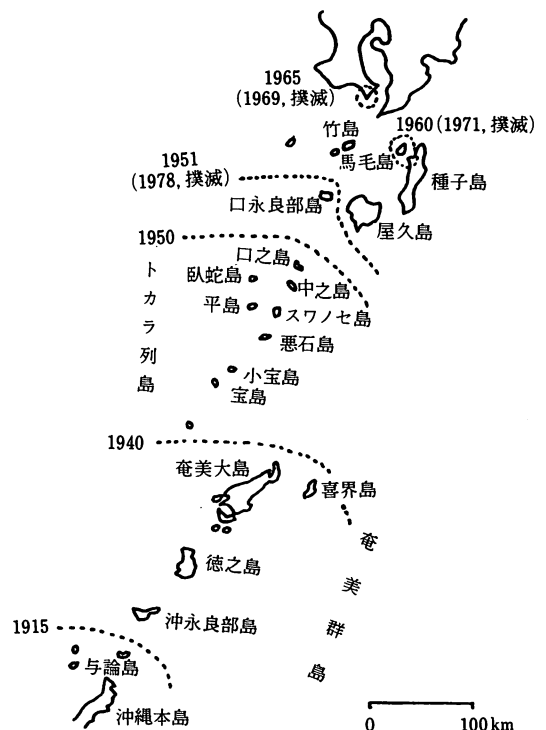 1965
(1969, 撲滅)
竹島
1960 (1971, 撲滅)
馬毛島
1951
(1978, 撲滅)
種子島
口永良部島
屋久島
1950
口之島
臥蛇島
中之島
平島
スワノセ島
悪石島
トカラ列島
小宝島
宝島
1940
奄美大島
喜界島
徳之島
奄美群島
沖永良部島
1915
与論島
沖縄本島
0 100km